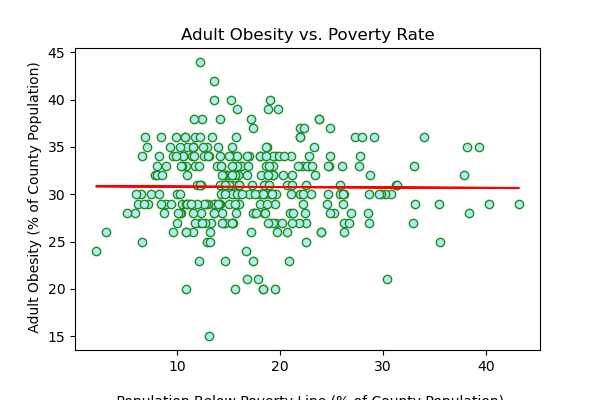 Adult Obesity vs. Poverty Rate
Adult Obesity (% of County Population)
45
40
35
30
25
20
15
10 20 30 40
Population Below Poverty Line (% of County Population)